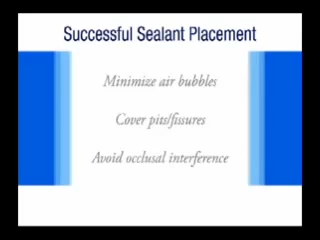 Successful Sealant Placement
Minimize air bubbles
Cover pits/fissures
Avoid occlusal interference